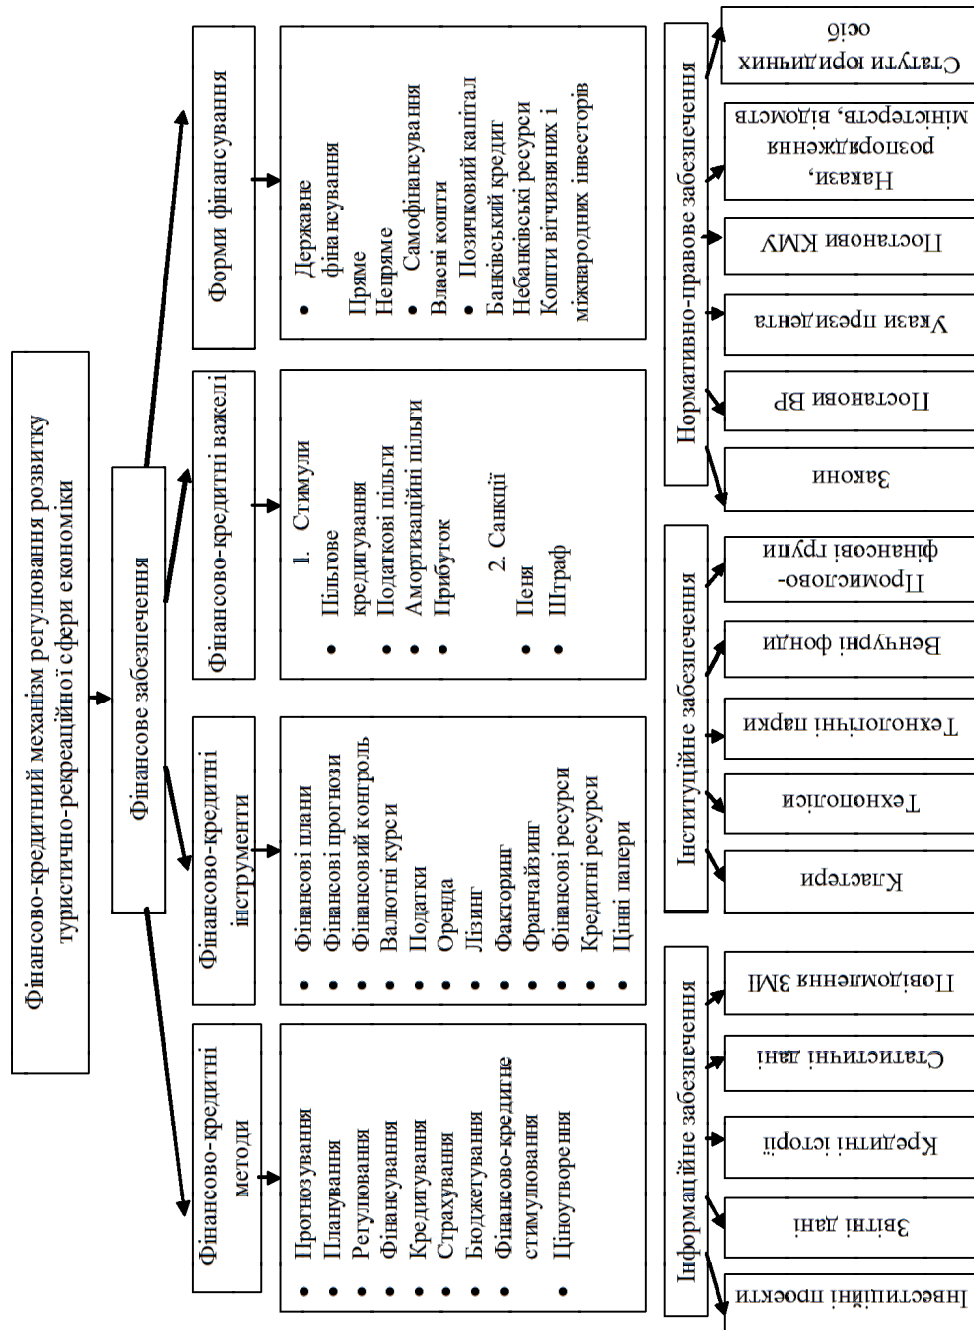 Фінансово-кредитний механізм регулювання розвитку
туристично-рекреаційної сфери економіки
Фінансове забезпечення
Фінансово-кредитні
методи
Фінансово-кредитні
інструменти
Фінансово-кредитні важелі
Форми фінансування
• Прогнозування
• Планування
• Регулювання
• Фінансування
• Кредитування
• Страхування
• Бюджетування
• Фінансово-кредитне
стимулювання
• Ціноутворення
• Фінансові плани
• Фінансові прогнози
• Фінансовий контроль
• Валютні курси
• Податки
• Оренда
• Лізинг
• Факторинг
• Франчайзинг
• Фінансові ресурси
• Кредитні ресурси
• Цінні папери
1. Стимули
• Пільгове
кредитування
• Податкові пільги
• Амортизаційні пільги
• Прибуток
2. Санкції
• Пеня
• Штраф
• Державне
фінансування
Пряме
Непряме
• Самофінансування
Власні кошти
• Позичковий капітал
Банківський кредит
Небанківські ресурси
Кошти вітчизняних і
міжнародних інвесторів
Інформаційне забезпечення
Інституційне забезпечення
Нормативно-правове забезпечення
Інвестиційні проекти
Звітні дані
Кредитні історії
Статистичні дані
Повідомлення ЗМІ
Кластери
Технополіси
Технологічні парки
Венчурні фонди
Промислово-
фінансові групи
Закони
Постанови ВР
Укази президента
Постанови КМУ
Накази,
розпорядження
міністерств, відомств
Статути юридичних
осіб